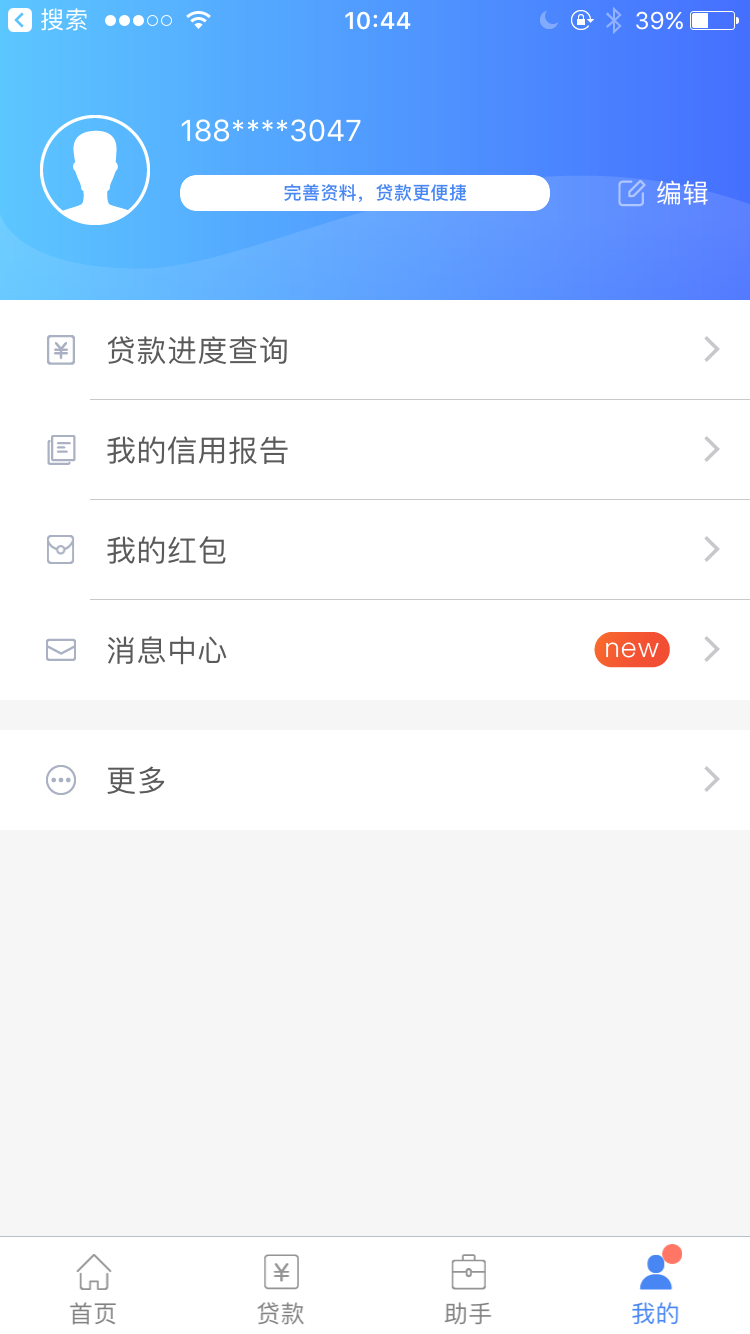 搜索 10:44 39%
188****3047
完善资料，贷款更便捷
编辑
¥ 贷款进度查询
我的信用报告
我的红包
消息中心 new
更多
¥
首页 贷款 助手 我的